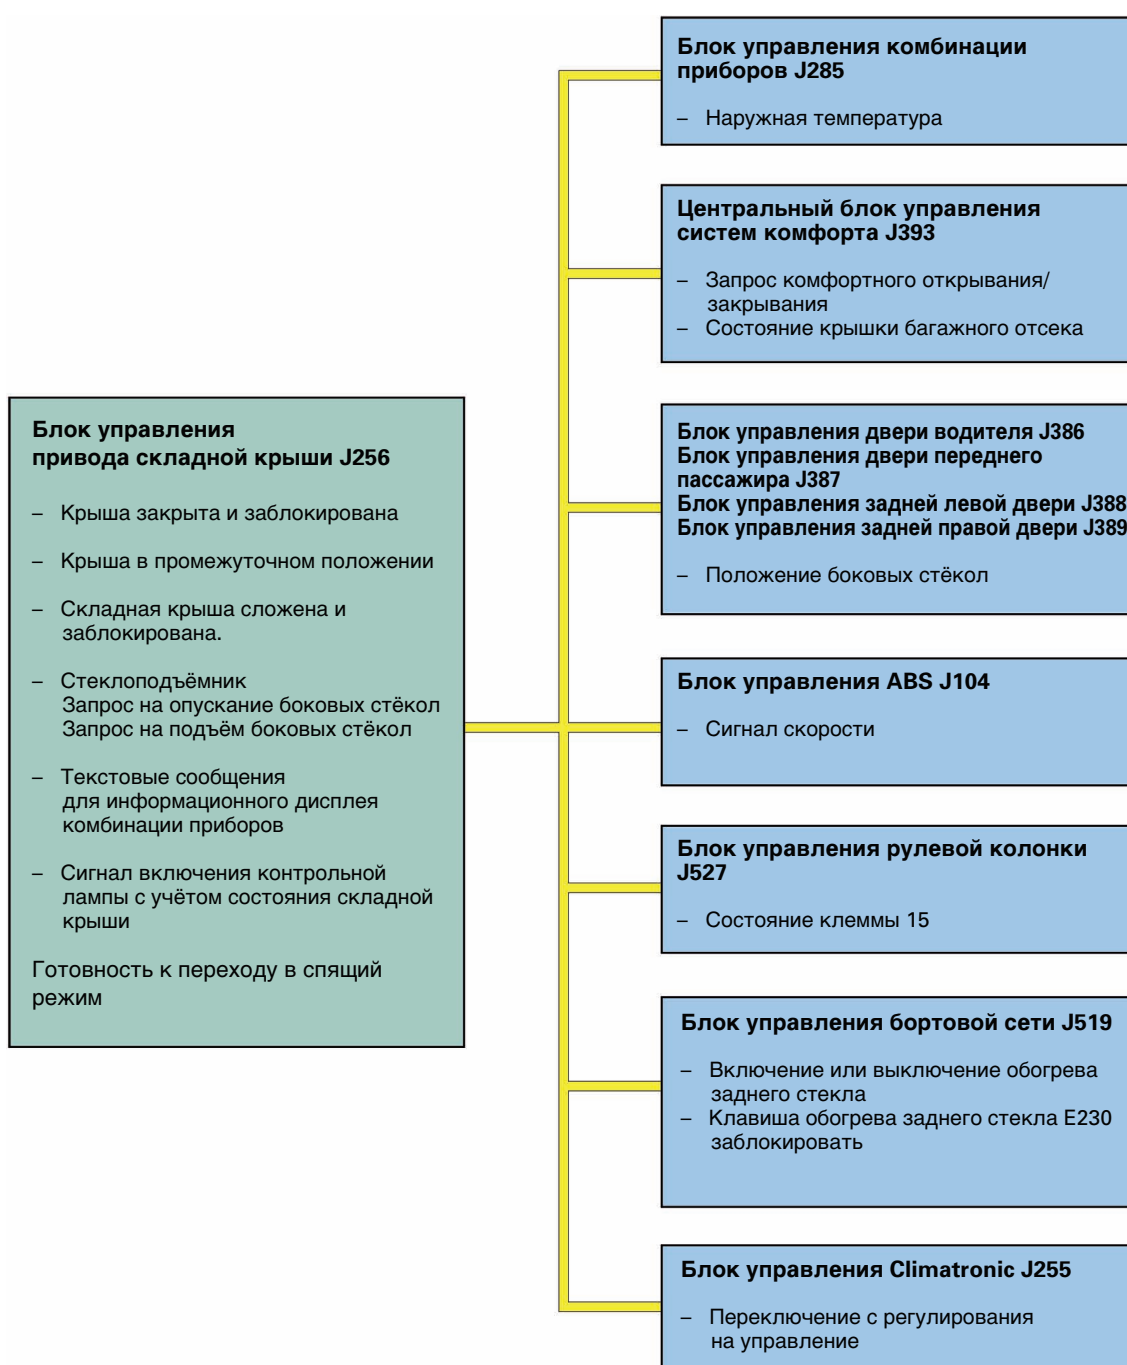 Блок управления комбинации
приборов J285
– Наружная температура
Центральный блок управления
систем комфорта J393
– Запрос комфортного открывания/
закрывания
– Состояние крышки багажного отсека
Блок управления
привода складной крыши J256
– Крыша закрыта и заблокирована
– Крыша в промежуточном положении
– Складная крыша сложена и
заблокирована.
– Стеклоподъёмник
Запрос на опускание боковых стёкол
Запрос на подъём боковых стёкол
– Текстовые сообщения
для информационного дисплея
комбинации приборов
– Сигнал включения контрольной
лампы с учётом состояния складной
крыши
Готовность к переходу в спящий
режим
Блок управления двери водителя J386
Блок управления двери переднего
пассажира J387
Блок управления задней левой двери J388
Блок управления задней правой двери J389
– Положение боковых стёкол
Блок управления ABS J104
– Сигнал скорости
Блок управления рулевой колонки
J527
– Состояние клеммы 15
Блок управления бортовой сети J519
– Включение или выключение обогрева
заднего стекла
– Клавиша обогрева заднего стекла E230
заблокировать
Блок управления Climatronic J255
– Переключение с регулирования
на управление